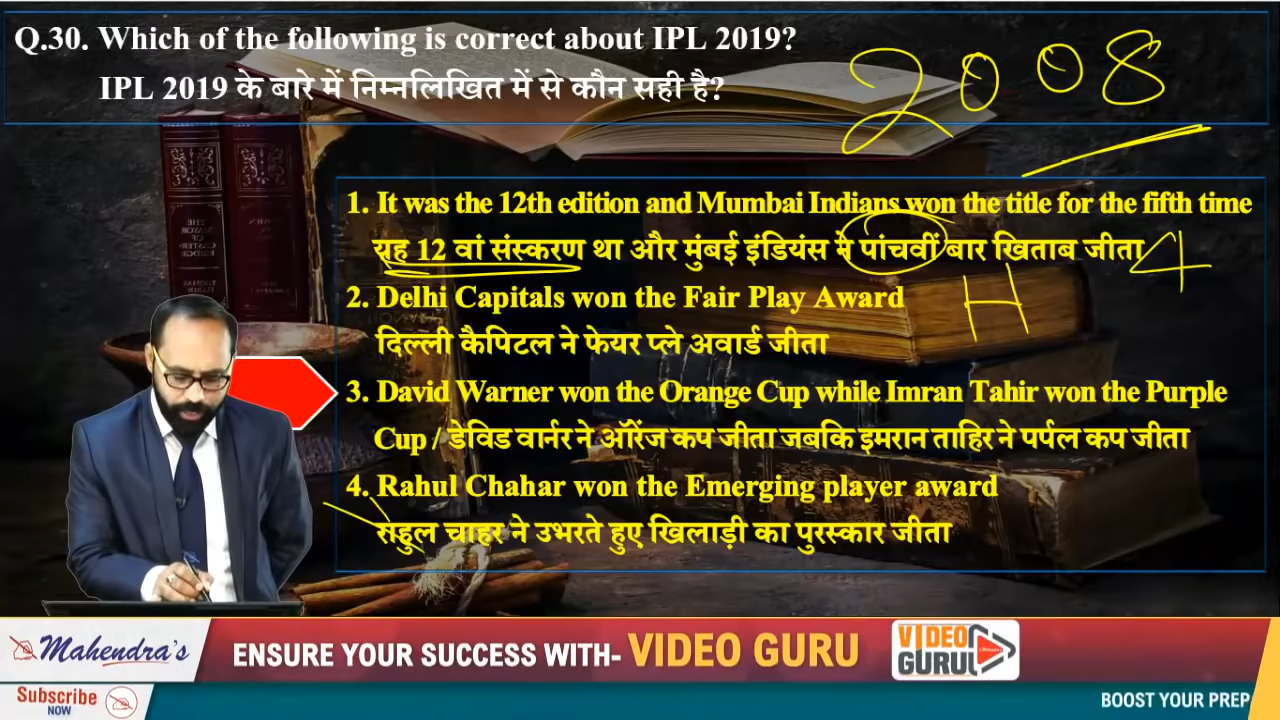 Q.30. Which of the following is correct about IPL 2019?
IPL 2019 के बारे में निम्नलिखित में से कौन सही है?
2008
1. It was the 12th edition and Mumbai Indians won the title for the fifth time
यह 12 वां संस्करण था और मुंबई इंडियंस ने पांचवीं बार खिताब जीता
4
2. Delhi Capitals won the Fair Play Award
H
दिल्ली कैपिटल ने फेयर प्ले अवार्ड जीता
3. David Warner won the Orange Cup while Imran Tahir won the Purple
Cup / डेविड वार्नर ने ऑरेंज कप जीता जबकि इमरान ताहिर ने पर्पल कप जीता
4. Rahul Chahar won the Emerging player award
राहुल चाहर ने उभरते हुए खिलाड़ी का पुरस्कार जीता
Mahendra's
ENSURE YOUR SUCCESS WITH- VIDEO GURU
VIDEO
GURU
Subscribe
NOW
BOOST YOUR PREP